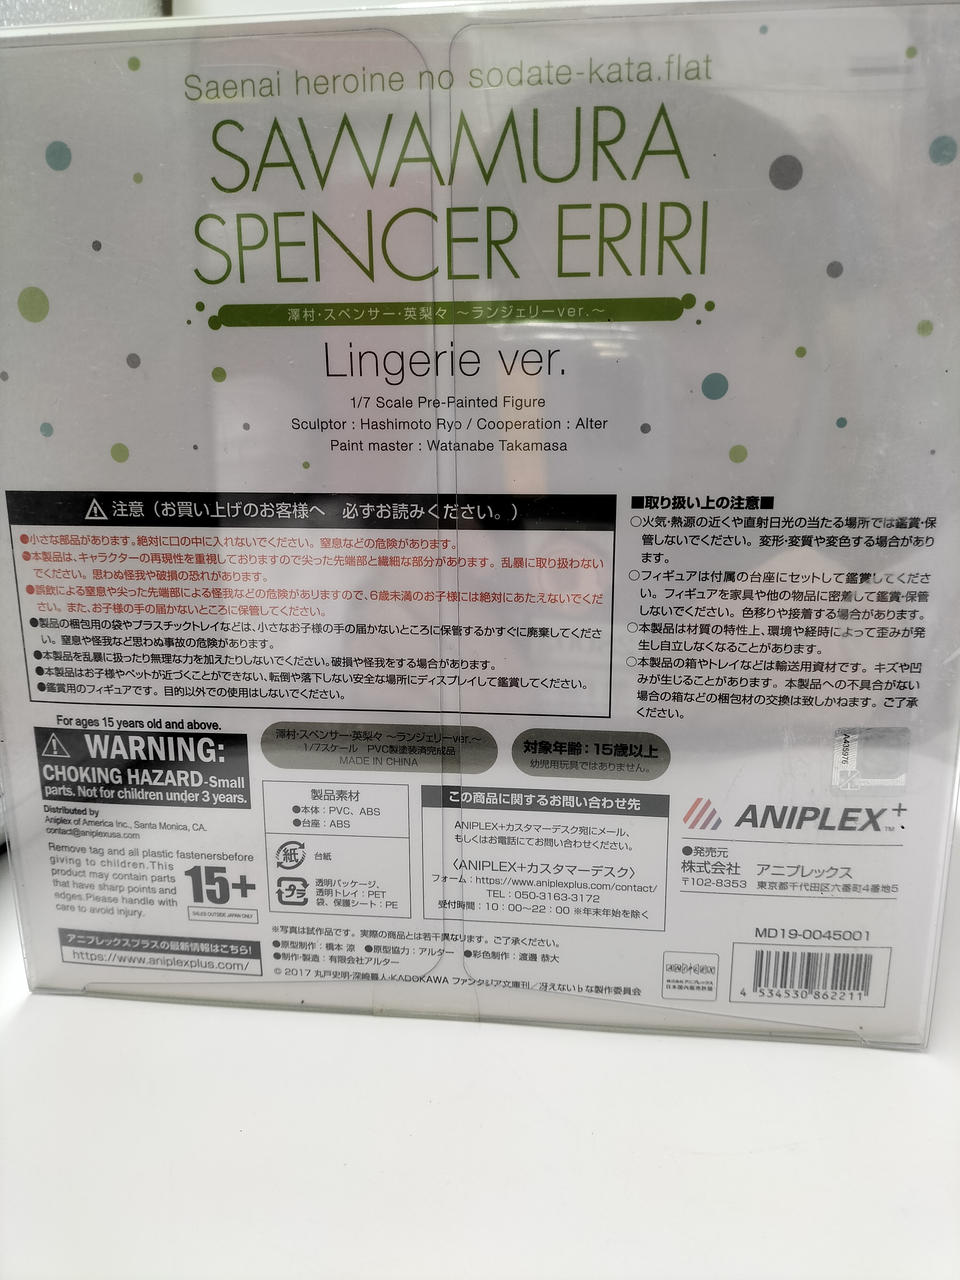 Saenai heroine no sodate-kata.flat
SAWAMURA
SPENCER ERIRI
澤村・スペンサー・英梨々 ～ランジェリーver.～
Lingerie ver.
1/7 Scale Pre-Painted Figure
Sculptor : Hashimoto Ryo / Cooperation : Alter
Paint master : Watanabe Takamasa
注意（お買い上げのお客様へ 必ずお読みください。）
●小さな部品があります。絶対に口の中に入れないでください。窒息などの危険があります。
●本製品は、キャラクターの再現性を重視しておりますので尖った先端部と繊細な部分があります。乱暴に取り扱わない
でください。思わぬ怪我や破損の恐れがあります。
●誤飲による窒息や尖った先端部による怪我などの危険がありますので、6歳未満のお子様には絶対にあたえないでくだ
さい。また、お子様の手の届かないところに保管してください。
●製品の梱包用の袋やプラスチックトレイなどは、小さなお子様の手の届かないところに保管するかすぐに廃棄してくださ
い。窒息や怪我など思わぬ事故の危険があります。
●本製品を乱暴に扱ったり無理な力を加えたりしないでください。破損や怪我をする場合があります。
●本製品はお子様やペットが近づくことができない、転倒や落下しない安全な場所にディスプレイして鑑賞してください。
●鑑賞用のフィギュアです。目的以外での使用はしないでください。
■取り扱い上の注意■
○火気・熱源の近くや直射日光の当たる場所では鑑賞・保
管しないでください。変形・変質や変色する場合があり
ます。
○フィギュアは付属の台座にセットして鑑賞してくださ
い。フィギュアを家具や他の物品に密着して鑑賞・保管
しないでください。色移りや接着する場合があります。
○本製品は材質の特性上、環境や経時によって歪みが発
生し自立しなくなることがあります。
○本製品の箱やトレイなどは輸送用資材です。キズや凹
みが生じることがあります。本製品への不具合がない
場合の箱などの梱包材の交換は致しかねます。ご了承
ください。
For ages 15 years old and above.
WARNING:
CHOKING HAZARD-Small
parts. Not for children under 3 years.
Distributed by
Aniplex of America Inc., Santa Monica, CA.
contact@aniplexusa.com
Remove tag and all plastic fastenersbefore
giving to children.This
product may contain parts
that have sharp points and
edges.Please handle with
care to avoid injury.
15+
SALES OUTSIDE JAPAN ONLY
アニプレックスプラスの最新情報はこちら!
https://www.aniplexplus.com/
澤村・スペンサー・英梨々 ～ランジェリーver.～
1/7スケール PVC製塗装済完成品
MADE IN CHINA
対象年齢：15歳以上
幼児用玩具ではありません。
製品素材
●本体：PVC、ABS
●台座：ABS
紙
台紙
プラ
透明パッケージ、
透明トレイ：PET
袋、保護シート：PE
この商品に関するお問い合わせ先
ANIPLEX+カスタマーデスク宛にメール、
もしくはお電話にてお問い合わせください。
〈ANIPLEX+カスタマーデスク〉
フォーム：https://www.aniplexplus.com/contact/
TEL：050-3163-3172
受付時間：10：00～22：00 ※年末年始を除く
A435976
ANIPLEX+
TM
●発売元
株式会社 アニプレックス
〒102-8353 東京都千代田区六番町4番地5
※写真は試作品です。実際の商品とは若干異なります。ご了承ください。
●原型制作：橋本 涼 ●原型協力：アルター ●彩色制作：渡邊 恭大
●制作・製造：有限会社アルター
© 2017 丸戸史明・深崎暮人・KADOKAWA ファンタジア文庫刊／冴えない♭な製作委員会
株式会社 アニプレックス
日本国内販売許諾
MD19-0045001
4 534530 862211